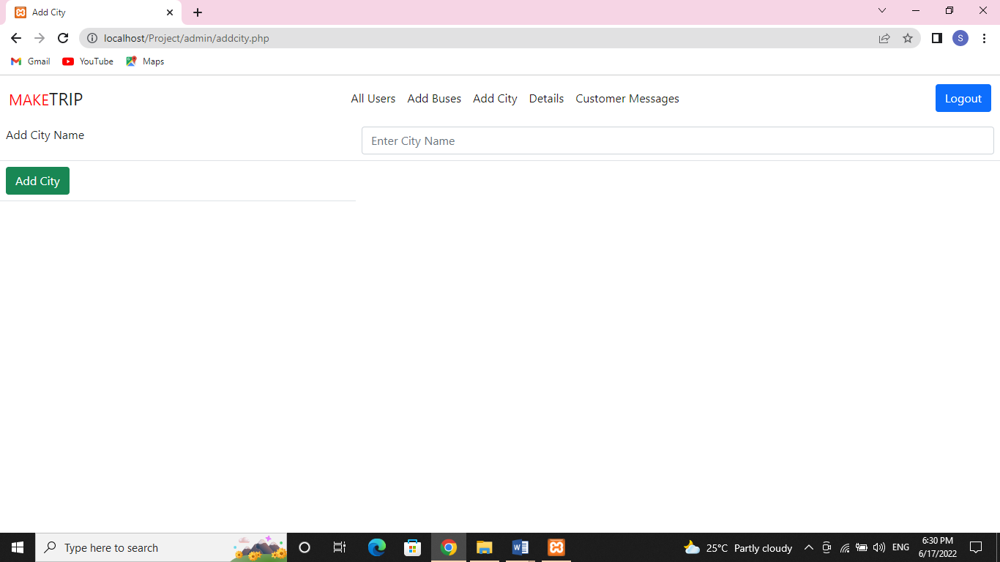 Add City
localhost/Project/admin/addcity.php
S
Gmail YouTube Maps
MAKETRIP All Users Add Buses Add City Details Customer Messages Logout
Add City Name Enter City Name
Add City
Type here to search 25°C Partly cloudy ENG 6:30 PM
6/17/2022